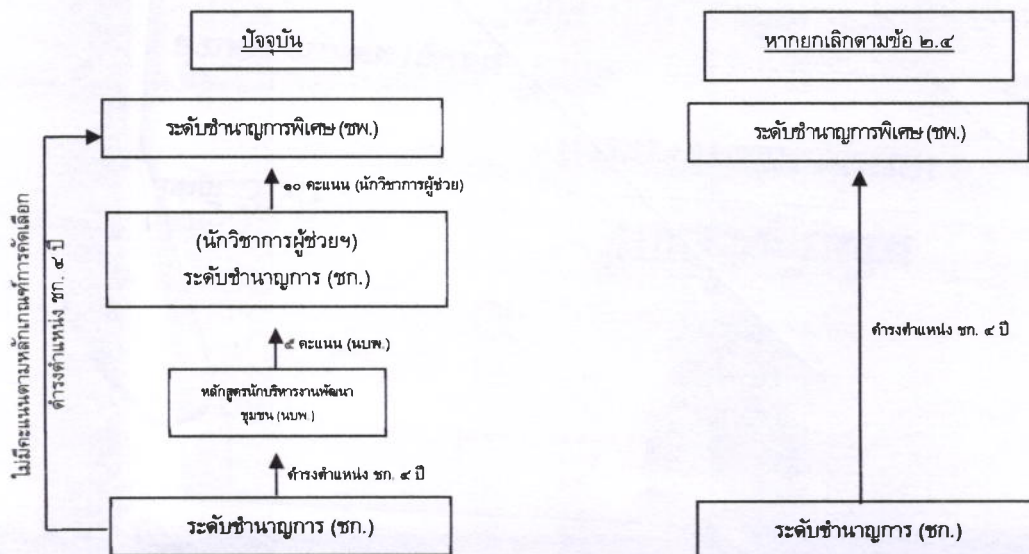 ปัจจุบัน
ระดับชำนาญการพิเศษ (ชพ.)
๑๐ คะแนน (นักวิชาการผู้ช่วย)
(นักวิชาการผู้ช่วยฯ)
ระดับชำนาญการ (ชก.)
๕ คะแนน (นบพ.)
หลักสูตรนักบริหารงานพัฒนา
ชุมชน (นบพ.)
ดำรงตำแหน่ง ชก. ๔ ปี
ระดับชำนาญการ (ชก.)
ไม่มีคะแนนตามหลักเกณฑ์การคัดเลือก
ดำรงตำแหน่ง ชก. ๔ ปี
หากยกเลิกตามข้อ ๒.๔
ระดับชำนาญการพิเศษ (ชพ.)
ดำรงตำแหน่ง ชก. ๔ ปี
ระดับชำนาญการ (ชก.)